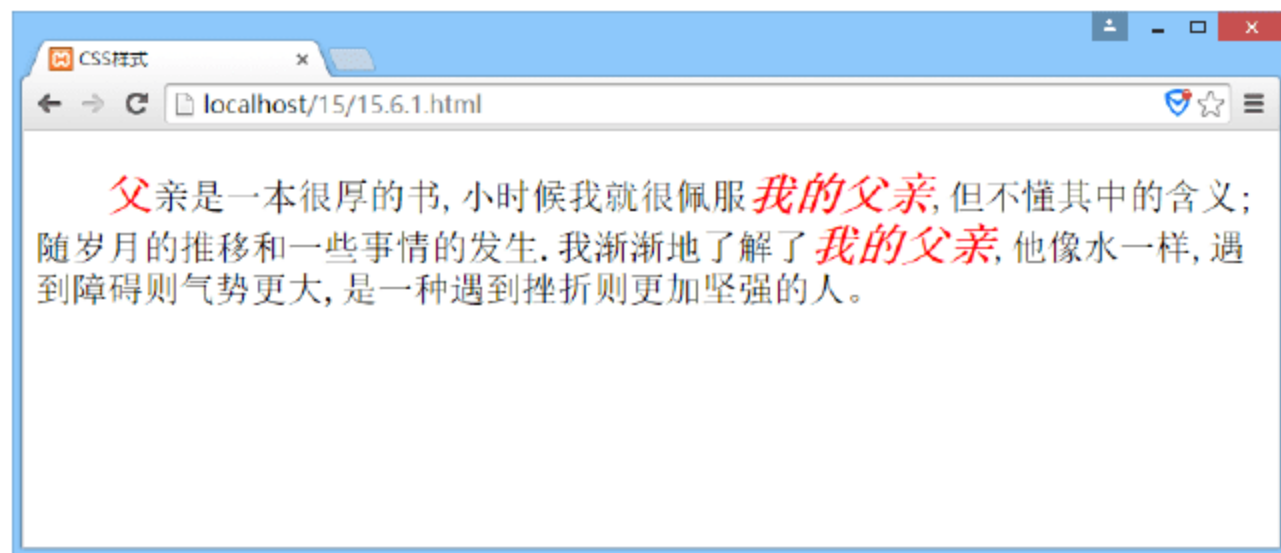 CSS样式
localhost/15/15.6.1.html
父亲是一本很厚的书,小时候我就很佩服我的父亲,但不懂其中的含义;
随岁月的推移和一些事情的发生.我渐渐地了解了我的父亲,他像水一样,遇
到障碍则气势更大,是一种遇到挫折则更加坚强的人。